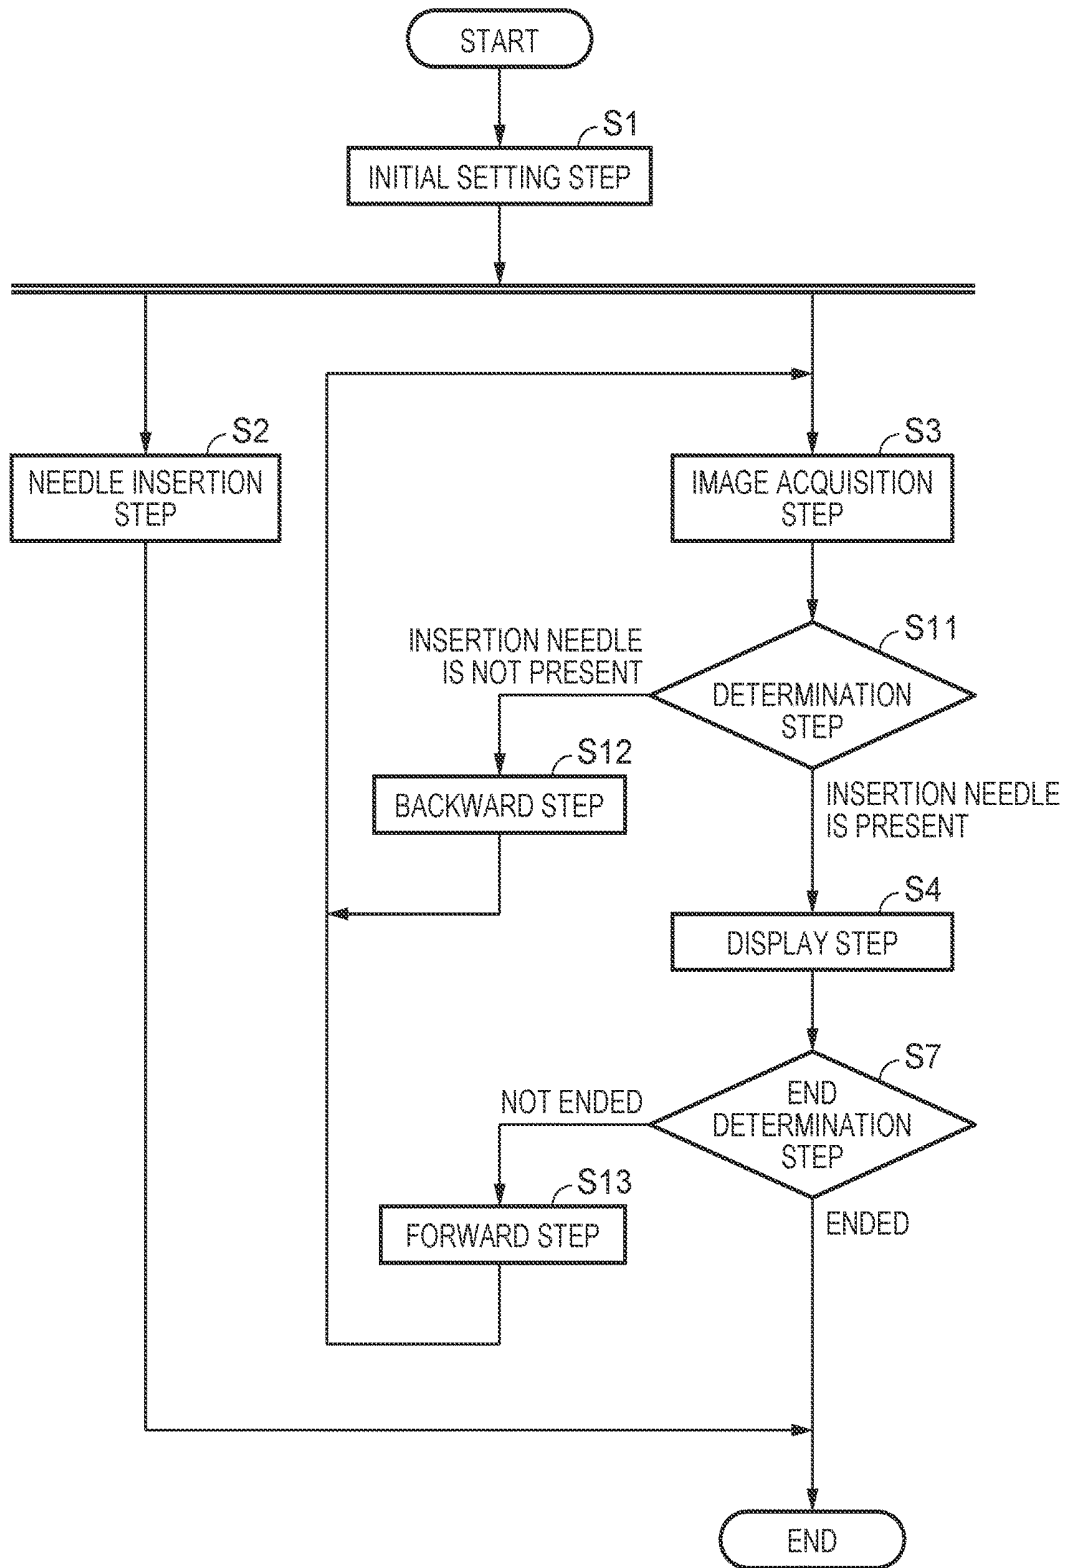 START
S1
INITIAL SETTING STEP
S2
NEEDLE INSERTION
STEP
S3
IMAGE ACQUISITION
STEP
S11
DETERMINATION
STEP
INSERTION NEEDLE
IS NOT PRESENT
S12
BACKWARD STEP
INSERTION NEEDLE
IS PRESENT
S4
DISPLAY STEP
S7
END
DETERMINATION
STEP
NOT ENDED
S13
FORWARD STEP
ENDED
END